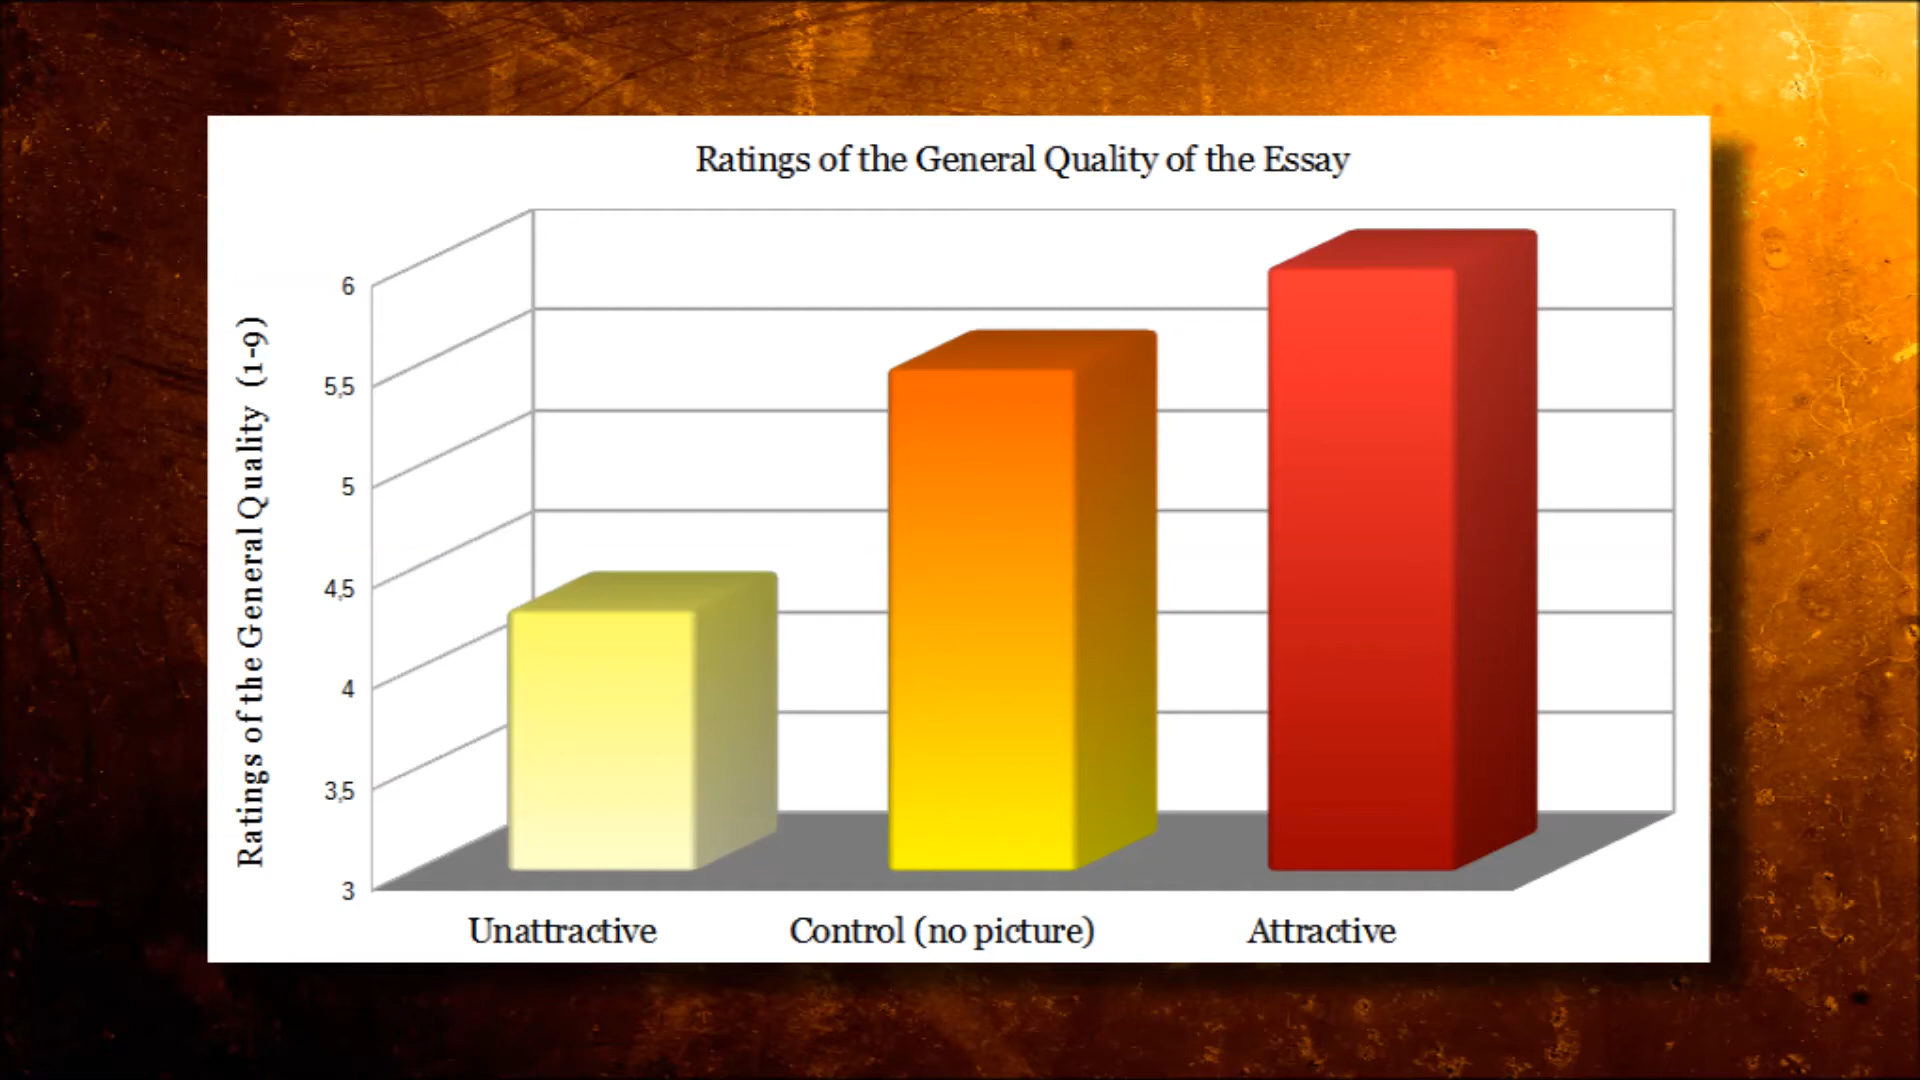 Ratings of the General Quality of the Essay
Ratings of the General Quality (1-9)
6
5,5
5
4,5
4
3,5
3
Unattractive
Control (no picture)
Attractive